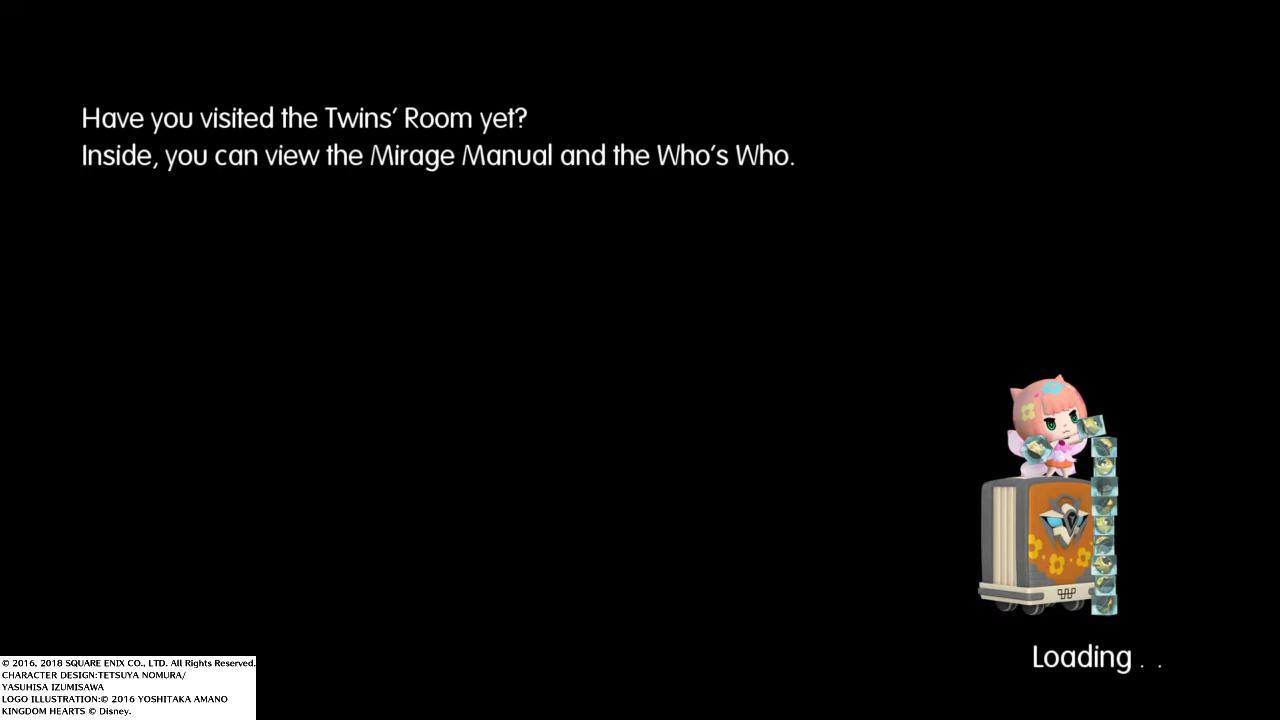 Have you visited the Twins' Room yet?
Inside, you can view the Mirage Manual and the Who's Who.
Loading . .
© 2016, 2018 SQUARE ENIX CO., LTD. All Rights Reserved.
CHARACTER DESIGN:TETSUYA NOMURA/
YASUHISA IZUMISAWA
LOGO ILLUSTRATION:© 2016 YOSHITAKA AMANO
KINGDOM HEARTS © Disney.